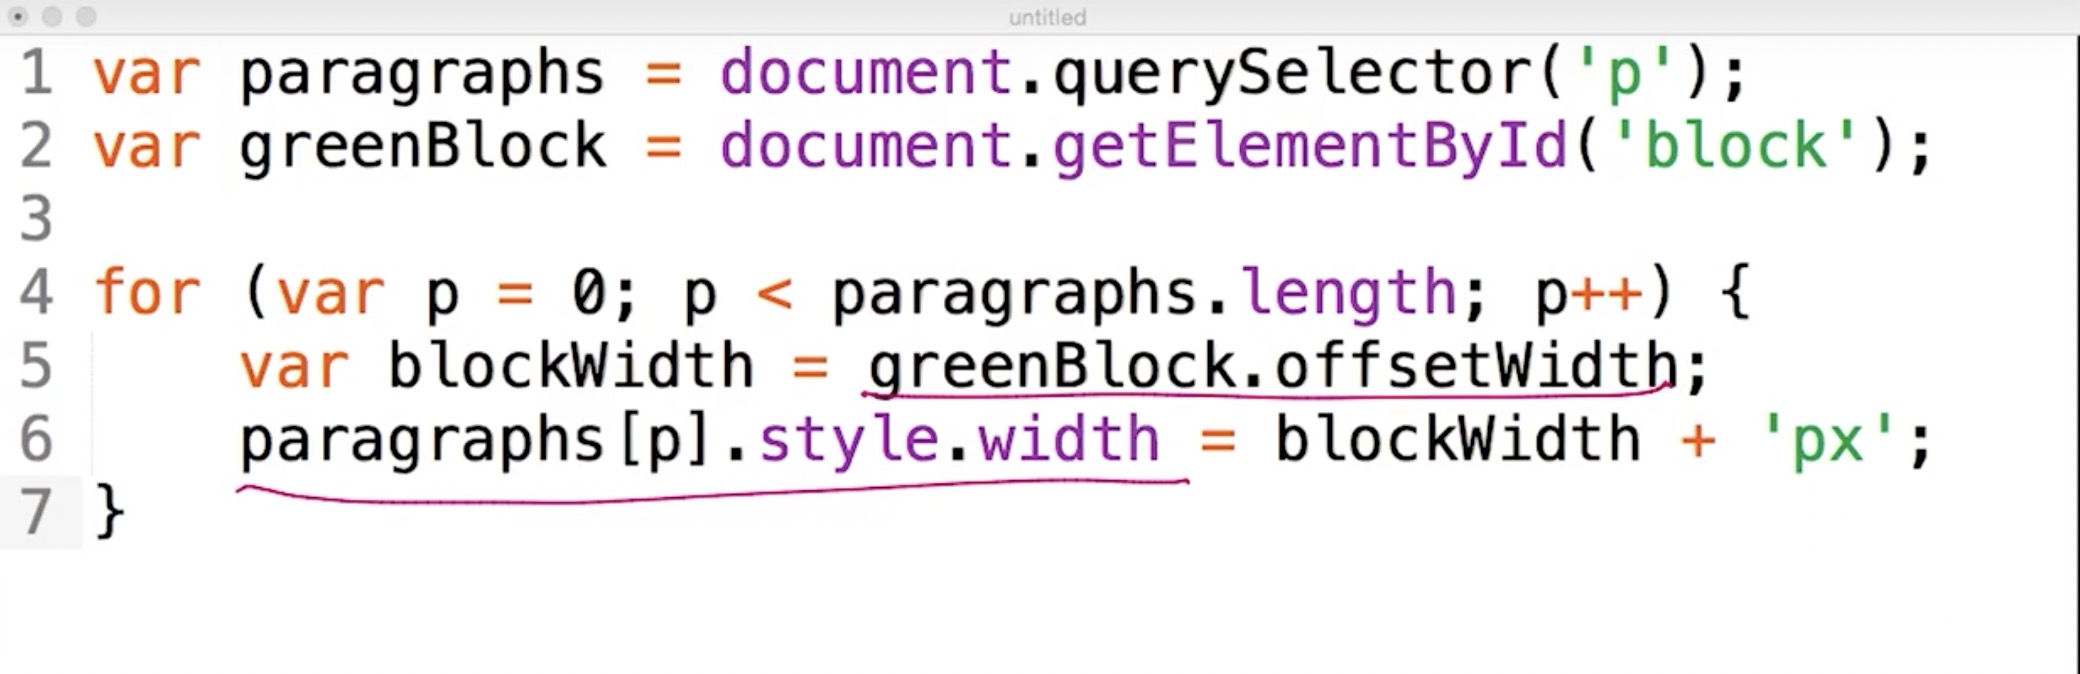 untitled
1 var paragraphs = document.querySelector('p');
2 var greenBlock = document.getElementById('block');
3
4 for (var p = 0; p < paragraphs.length; p++) {
5     var blockWidth = greenBlock.offsetWidth;
6     paragraphs[p].style.width = blockWidth + 'px';
7 }